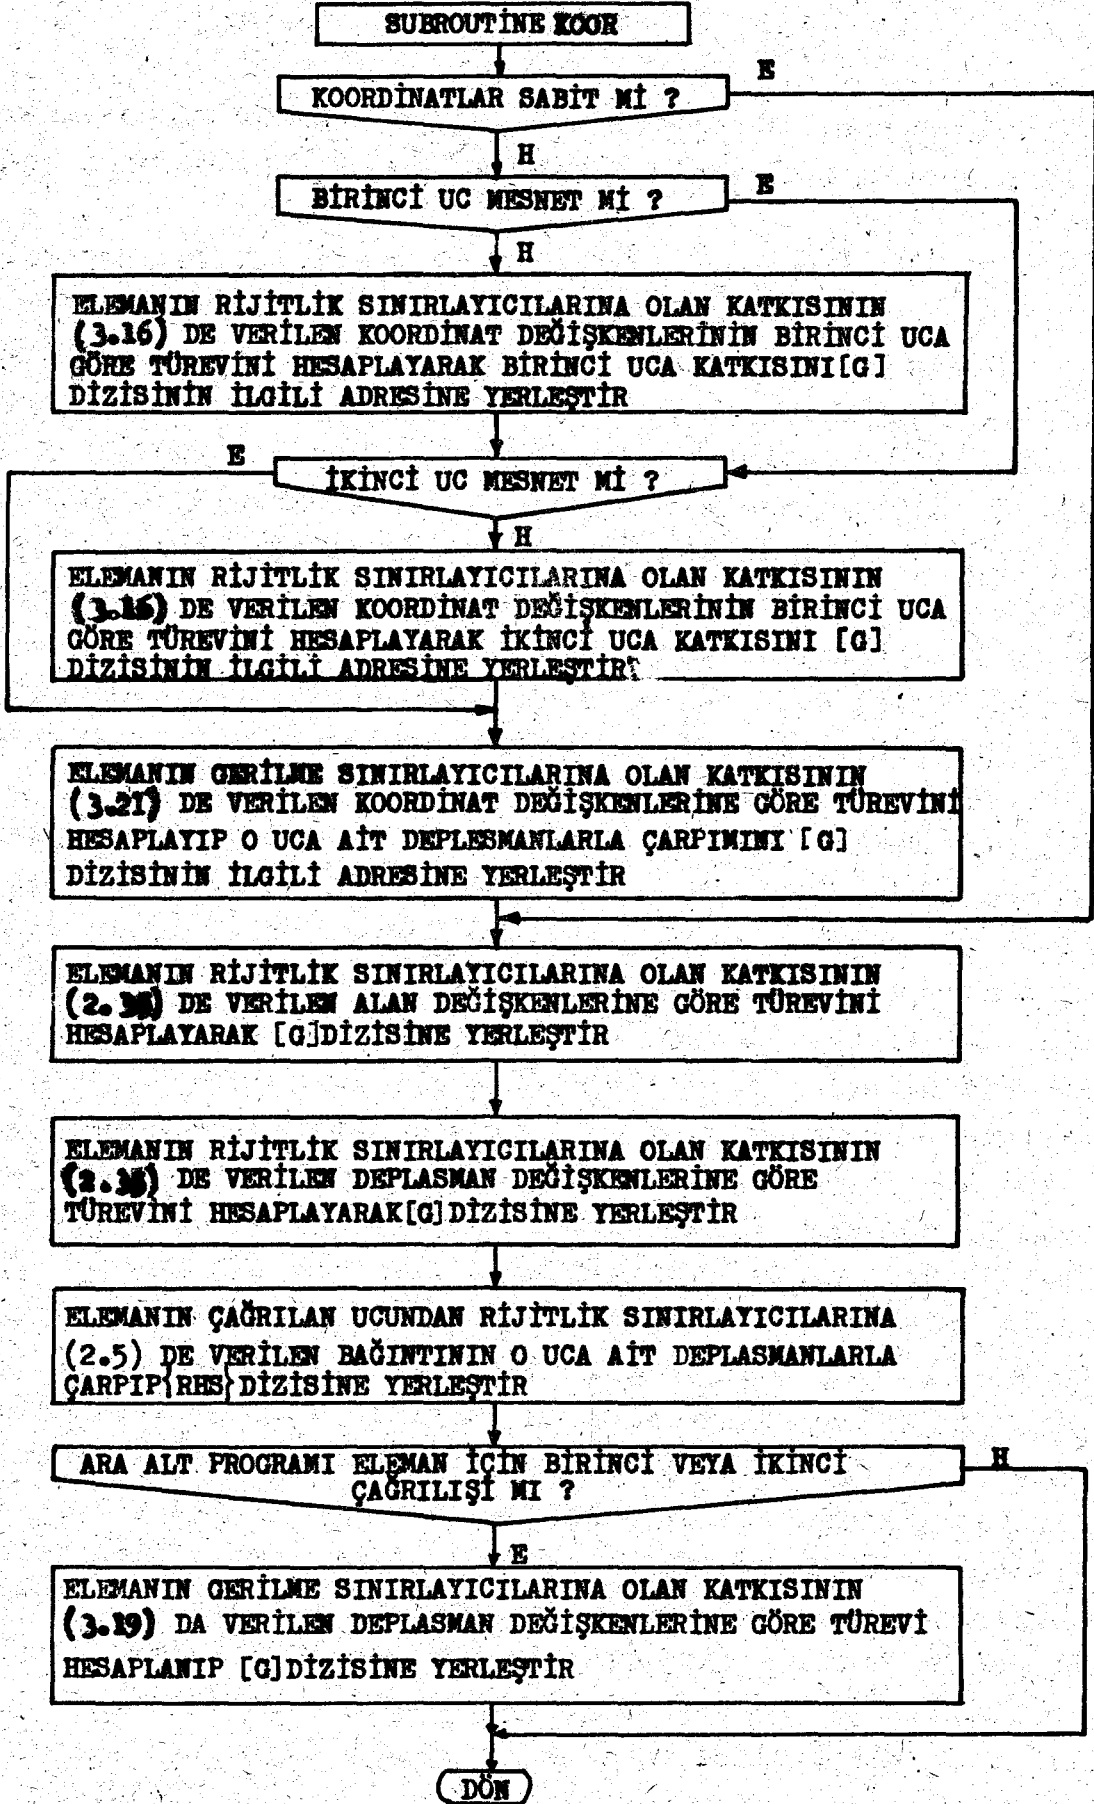 SUBROUTİNE KOOR
KOORDİNATLAR SABİT Mİ ?
E
H
BİRİNCİ UC MESNET Mİ ?
E
H
ELEMANIN RİJİTLİK SINIRLAYICILARINA OLAN KATKISININ
(3.16) DE VERİLEN KOORDİNAT DEĞİŞKENLERİNİN BİRİNCİ UCA
GÖRE TÜREVİNİ HESAPLAYARAK BİRİNCİ UCA KATKISINI[G]
DİZİSİNİN İLGİLİ ADRESİNE YERLEŞTİR
E
İKİNCİ UC MESNET Mİ ?
H
ELEMANIN RİJİTLİK SINIRLAYICILARINA OLAN KATKISININ
(3.16) DE VERİLEN KOORDİNAT DEĞİŞKENLERİNİN BİRİNCİ UCA
GÖRE TÜREVİNİ HESAPLAYARAK İKİNCİ UCA KATKISINI [G]
DİZİSİNİN İLGİLİ ADRESİNE YERLEŞTİR
ELEMANIN GERİLME SINIRLAYICILARINA OLAN KATKISININ
(3.21) DE VERİLEN KOORDİNAT DEĞİŞKENLERİNE GÖRE TÜREVİNİ
HESAPLAYIP O UCA AİT DEPLESMANLARLA ÇARPIMINI [G]
DİZİSİNİN İLGİLİ ADRESİNE YERLEŞTİR
ELEMANIN RİJİTLİK SINIRLAYICILARINA OLAN KATKISININ
DE VERİLEN ALAN DEĞİŞKENLERİNE GÖRE TÜREVİNİ
HESAPLAYARAK [G]DİZİSİNE YERLEŞTİR
ELEMANIN RİJİTLİK SINIRLAYICILARINA OLAN KATKISININ
DE VERİLEN DEPLASMAN DEĞİŞKENLERİNE GÖRE
TÜREVİNİ HESAPLAYARAK[G]DİZİSİNE YERLEŞTİR
ELEMANIN ÇAĞRILAN UCUNDAN RİJİTLİK SINIRLAYICILARINA
(2.5) DE VERİLEN BAĞINTININ O UCA AİT DEPLASMANLARLA
ÇARPIP{RHS}DİZİSİNE YERLEŞTİR
ARA ALT PROGRAMI ELEMAN İÇİN BİRİNCİ VEYA İKİNCİ
ÇAĞRILIŞI MI ?
H
E
ELEMANIN GERİLME SINIRLAYICILARINA OLAN KATKISININ
(3.19) DA VERİLEN DEPLASMAN DEĞİŞKENLERİNE GÖRE TÜREVİ
HESAPLANIP [G]DİZİSİNE YERLEŞTİR
DÖN